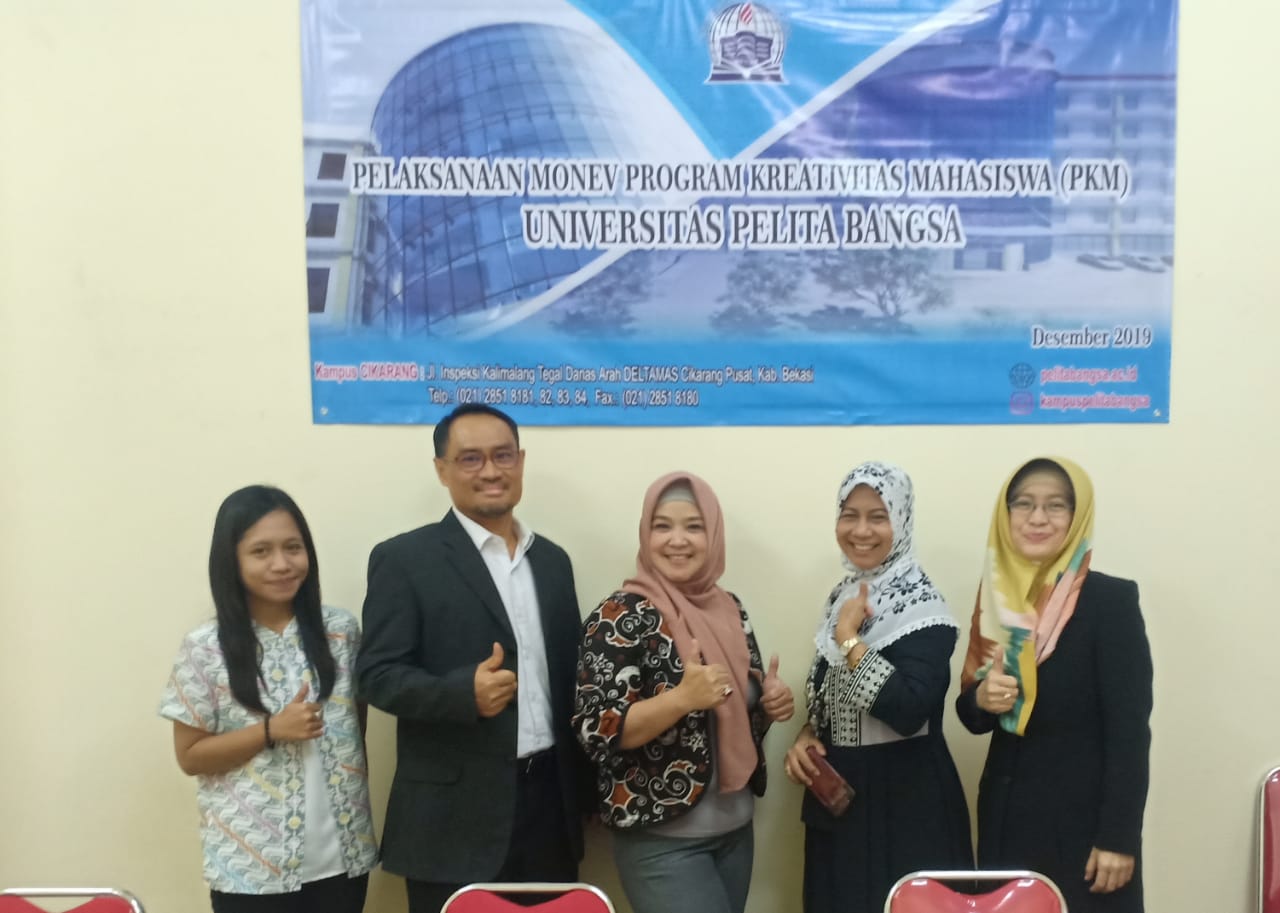 PELAKSANAAN MONEV PROGRAM KREATIVITAS MAHASISWA (PKM)
UNIVERSITAS PELITA BANGSA
Desember 2019
Kampus CIKARANG : Jl. Inspeksi Kalimalang Tegal Danas Arah DELTAMAS Cikarang Pusat, Kab. Bekasi
Telp.: (021) 2851 8181, 82, 83, 84, Fax.: (021) 2851 8180
pelitabangsa.ac.id
kampuspelitabangsa